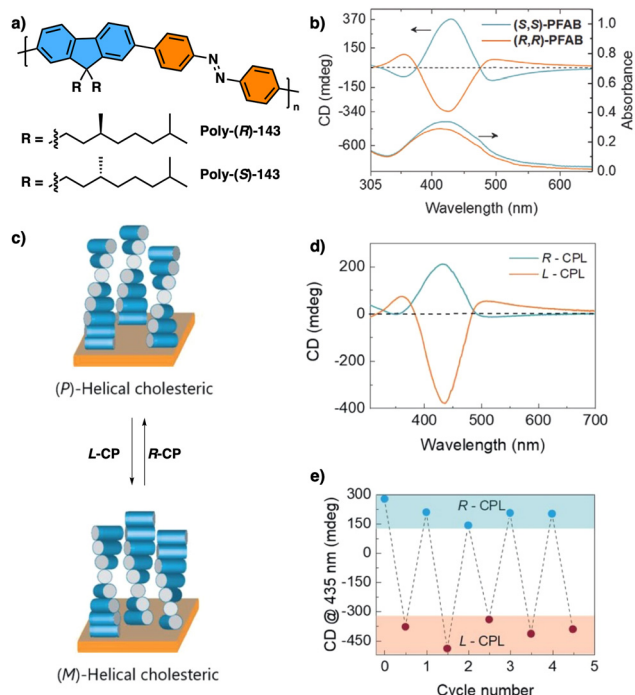 a)
R R
N
N
n
R =
Poly-(R)-143
R =
Poly-(S)-143
b)
370
150
-150
-340
-600
CD (mdeg)
(S,S)-PFAB
(R,R)-PFAB
1.0
0.8
0.6
0.4
0.2
0.0
Absorbance
305 400 500 600
Wavelength (nm)
c)
(P)-Helical cholesteric
L-CP R-CP
(M)-Helical cholesteric
d)
200
0
-200
-400
CD (mdeg)
R - CPL
L - CPL
400 500 600 700
Wavelength (nm)
e)
300
150
0
-150
-300
-450
CD @ 435 nm (mdeg)
R - CPL
L - CPL
0 1 2 3 4 5
Cycle number